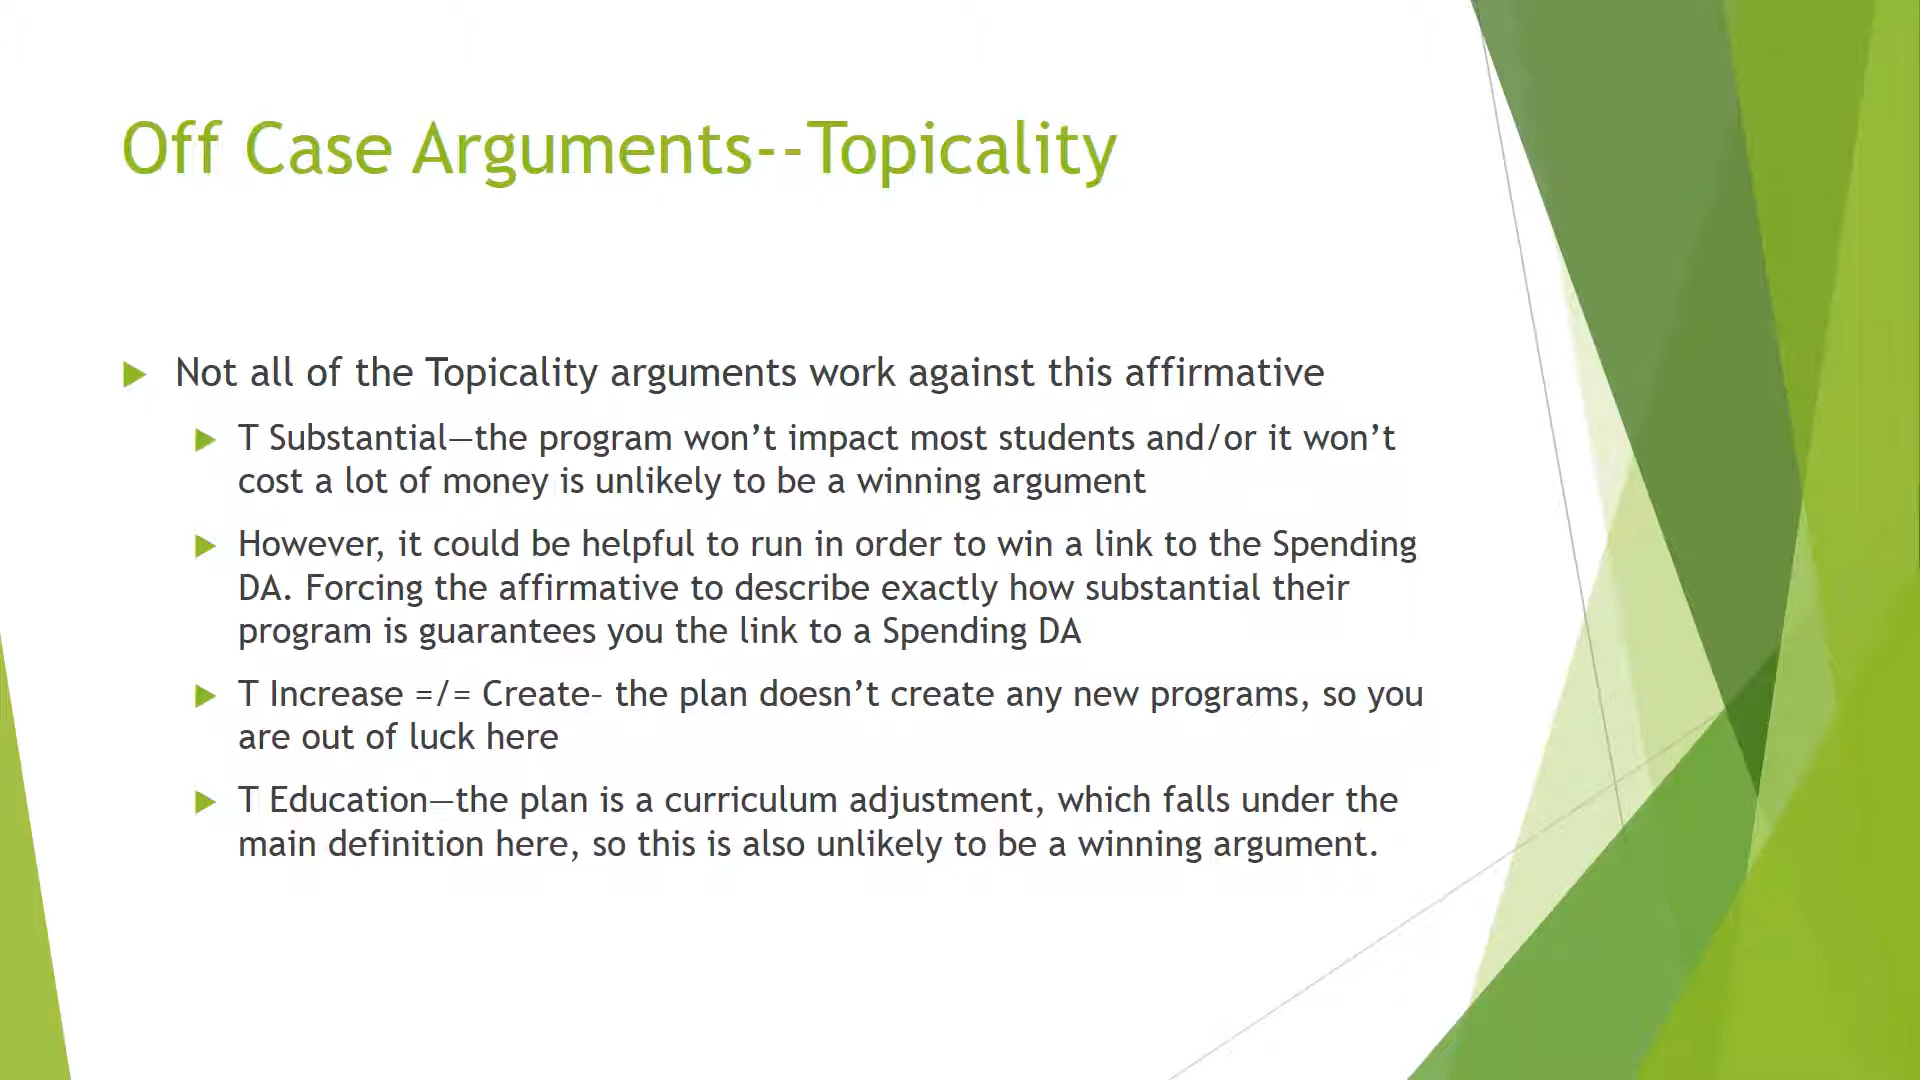 Off Case Arguments--Topicality
Not all of the Topicality arguments work against this affirmative
T Substantial—the program won’t impact most students and/or it won’t
cost a lot of money is unlikely to be a winning argument
However, it could be helpful to run in order to win a link to the Spending
DA. Forcing the affirmative to describe exactly how substantial their
program is guarantees you the link to a Spending DA
T Increase =/= Create– the plan doesn’t create any new programs, so you
are out of luck here
T Education—the plan is a curriculum adjustment, which falls under the
main definition here, so this is also unlikely to be a winning argument.